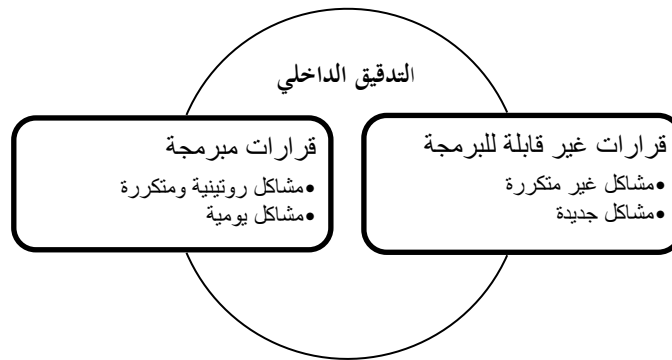 التدقيق الداخلي
قرارات غير قابلة للبرمجة
•مشاكل غير متكررة
•مشاكل جديدة
قرارات مبرمجة
•مشاكل روتينية ومتكررة
•مشاكل يومية